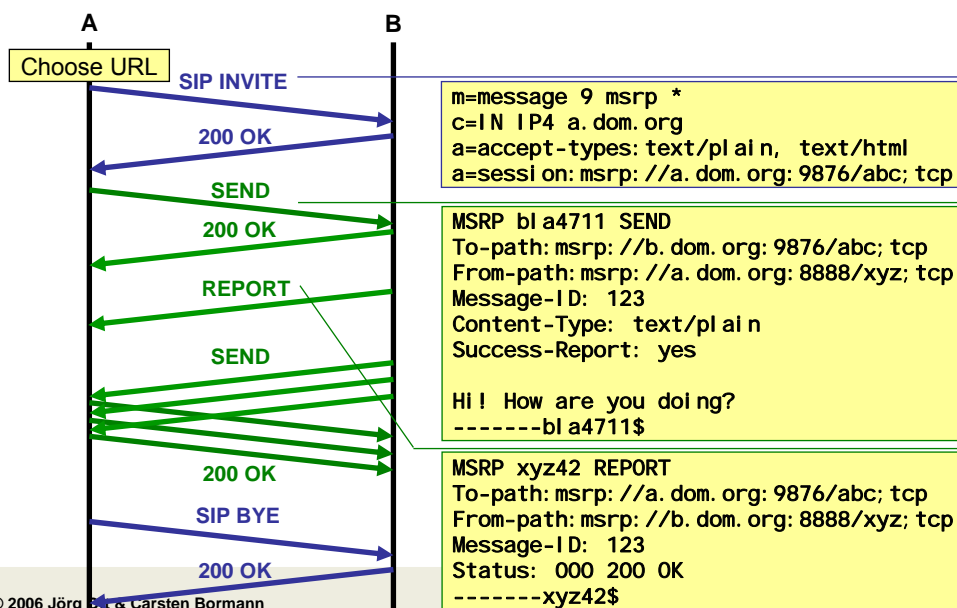 A B
Choose URL
SIP INVITE
m=message 9 msrp *
c=IN IP4 a.dom.org
a=accept-types:text/plain, text/html
a=session:msrp://a.dom.org:9876/abc;tcp
200 OK
SEND
MSRP bla4711 SEND
To-path:msrp://b.dom.org:9876/abc;tcp
From-path:msrp://a.dom.org:8888/xyz;tcp
Message-ID: 123
Content-Type: text/plain
Success-Report: yes
Hi! How are you doing?
-------bla4711$
200 OK
REPORT
SEND
200 OK
MSRP xyz42 REPORT
To-path:msrp://a.dom.org:9876/abc;tcp
From-path:msrp://b.dom.org:8888/xyz;tcp
Message-ID: 123
Status: 000 200 OK
-------xyz42$
SIP BYE
200 OK
© 2006 Jörg & Carsten Bormann